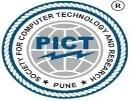 SOCIETY FOR COMPUTER TECHNOLOGY AND RESEARCH
PICT
PUNE
®